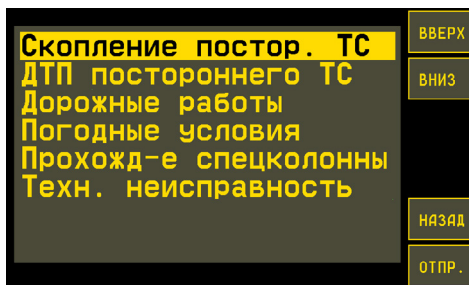 Скопление постор. ТС
ДТП постороннего ТС
Дорожные работы
Погодные условия
Прохожд-е спецколонны
Техн. неисправность
ВВЕРХ
ВНИЗ
НАЗАД
ОТПР.